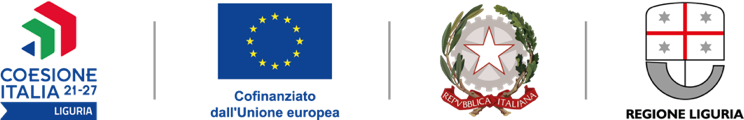 COESIONE
ITALIA 21-27
LIGURIA
Cofinanziato
dall'Unione europea
REPVBBLICA ITALIANA
REGIONE LIGURIA